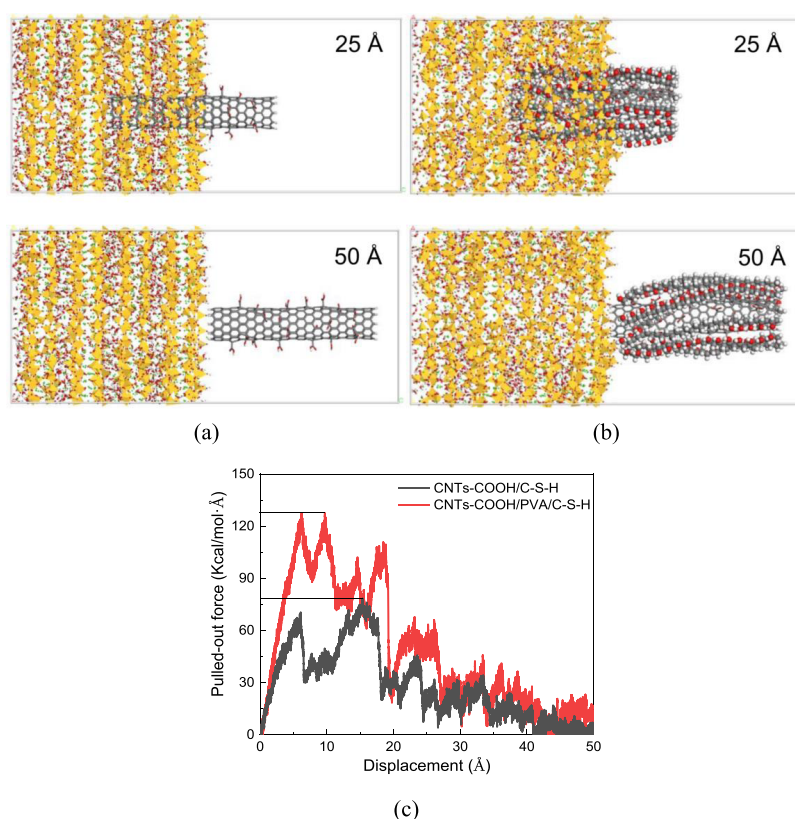 25 Å
25 Å
50 Å
50 Å
(a)
(b)
150
120
90
60
30
0
Pulled-out force (Kcal/mol·Å)
CNTs-COOH/C-S-H
CNTs-COOH/PVA/C-S-H
0 10 20 30 40 50
Displacement (Å)
(c)